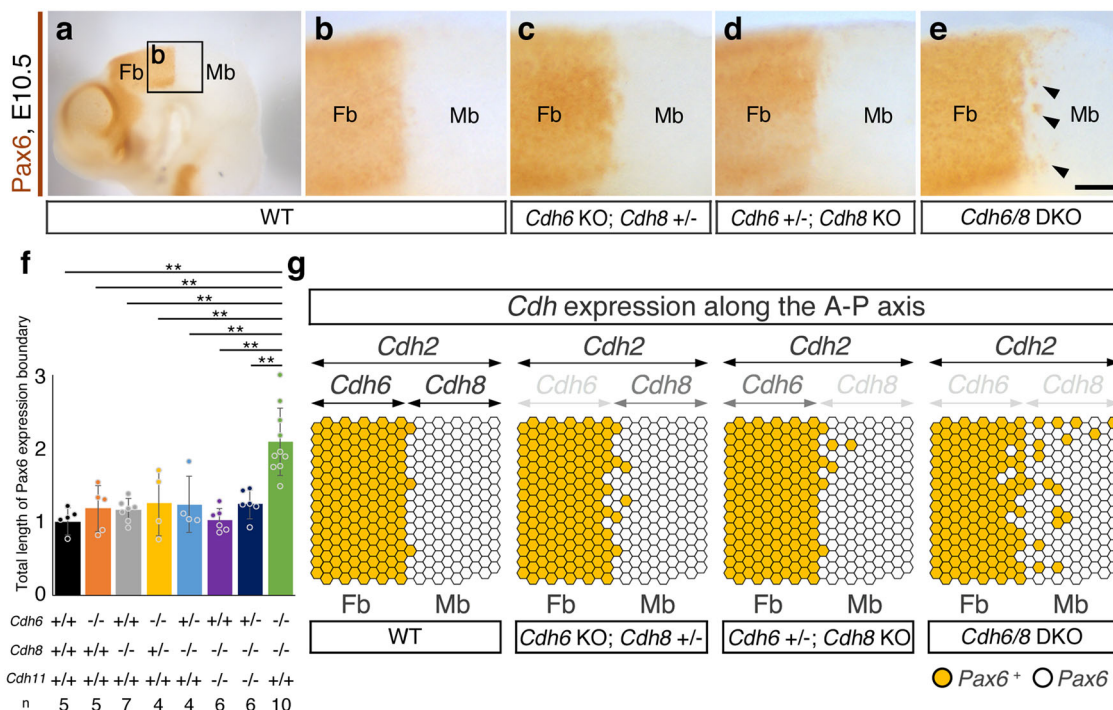 Pax6, E10.5
a
b
Fb
Mb
b
Fb
Mb
c
Fb
Mb
d
Fb
Mb
e
Fb
Mb
WT
Cdh6 KO; Cdh8 +/-
Cdh6 +/-; Cdh8 KO
Cdh6/8 DKO
f
**
**
**
**
**
**
**
Total length of Pax6 expression boundary
3
2
1
0
Cdh6 +/+ -/- +/+ -/- +/- +/+ +/- -/-
Cdh8 +/+ +/+ -/- +/- -/- +/+ -/- -/-
Cdh11 +/+ +/+ +/+ +/+ +/+ -/- -/- +/+
n 5 5 7 4 4 6 6 10
g
Cdh expression along the A-P axis
Cdh2 Cdh2 Cdh2 Cdh2
Cdh6 Cdh8 Cdh6 Cdh8 Cdh6 Cdh8 Cdh6 Cdh8
Fb Mb Fb Mb Fb Mb Fb Mb
WT
Cdh6 KO; Cdh8 +/-
Cdh6 +/-; Cdh8 KO
Cdh6/8 DKO
Pax6 + Pax6